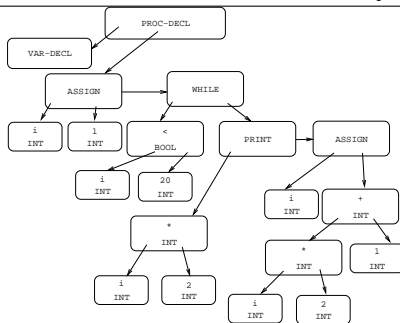 PROC-DECL
VAR-DECL
ASSIGN
WHILE
i
INT
1
INT
<
BOOL
PRINT
ASSIGN
i
INT
20
INT
i
INT
+
INT
*
INT
*
INT
1
INT
i
INT
2
INT
i
INT
2
INT